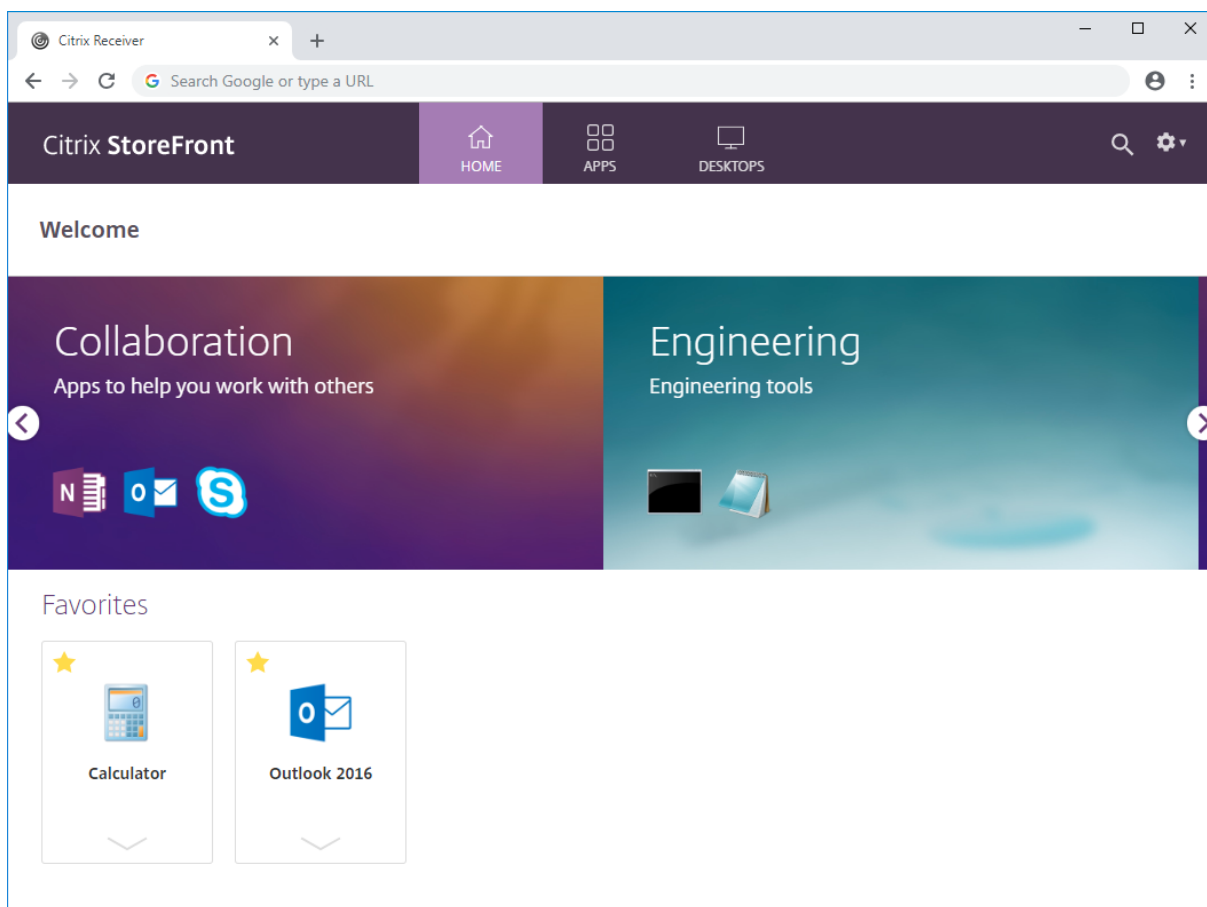 Citrix Receiver
Search Google or type a URL
Citrix StoreFront
HOME
APPS
DESKTOPS
Welcome
Collaboration
Apps to help you work with others
Engineering
Engineering tools
N
O
S
Favorites
0
O
Calculator
Outlook 2016